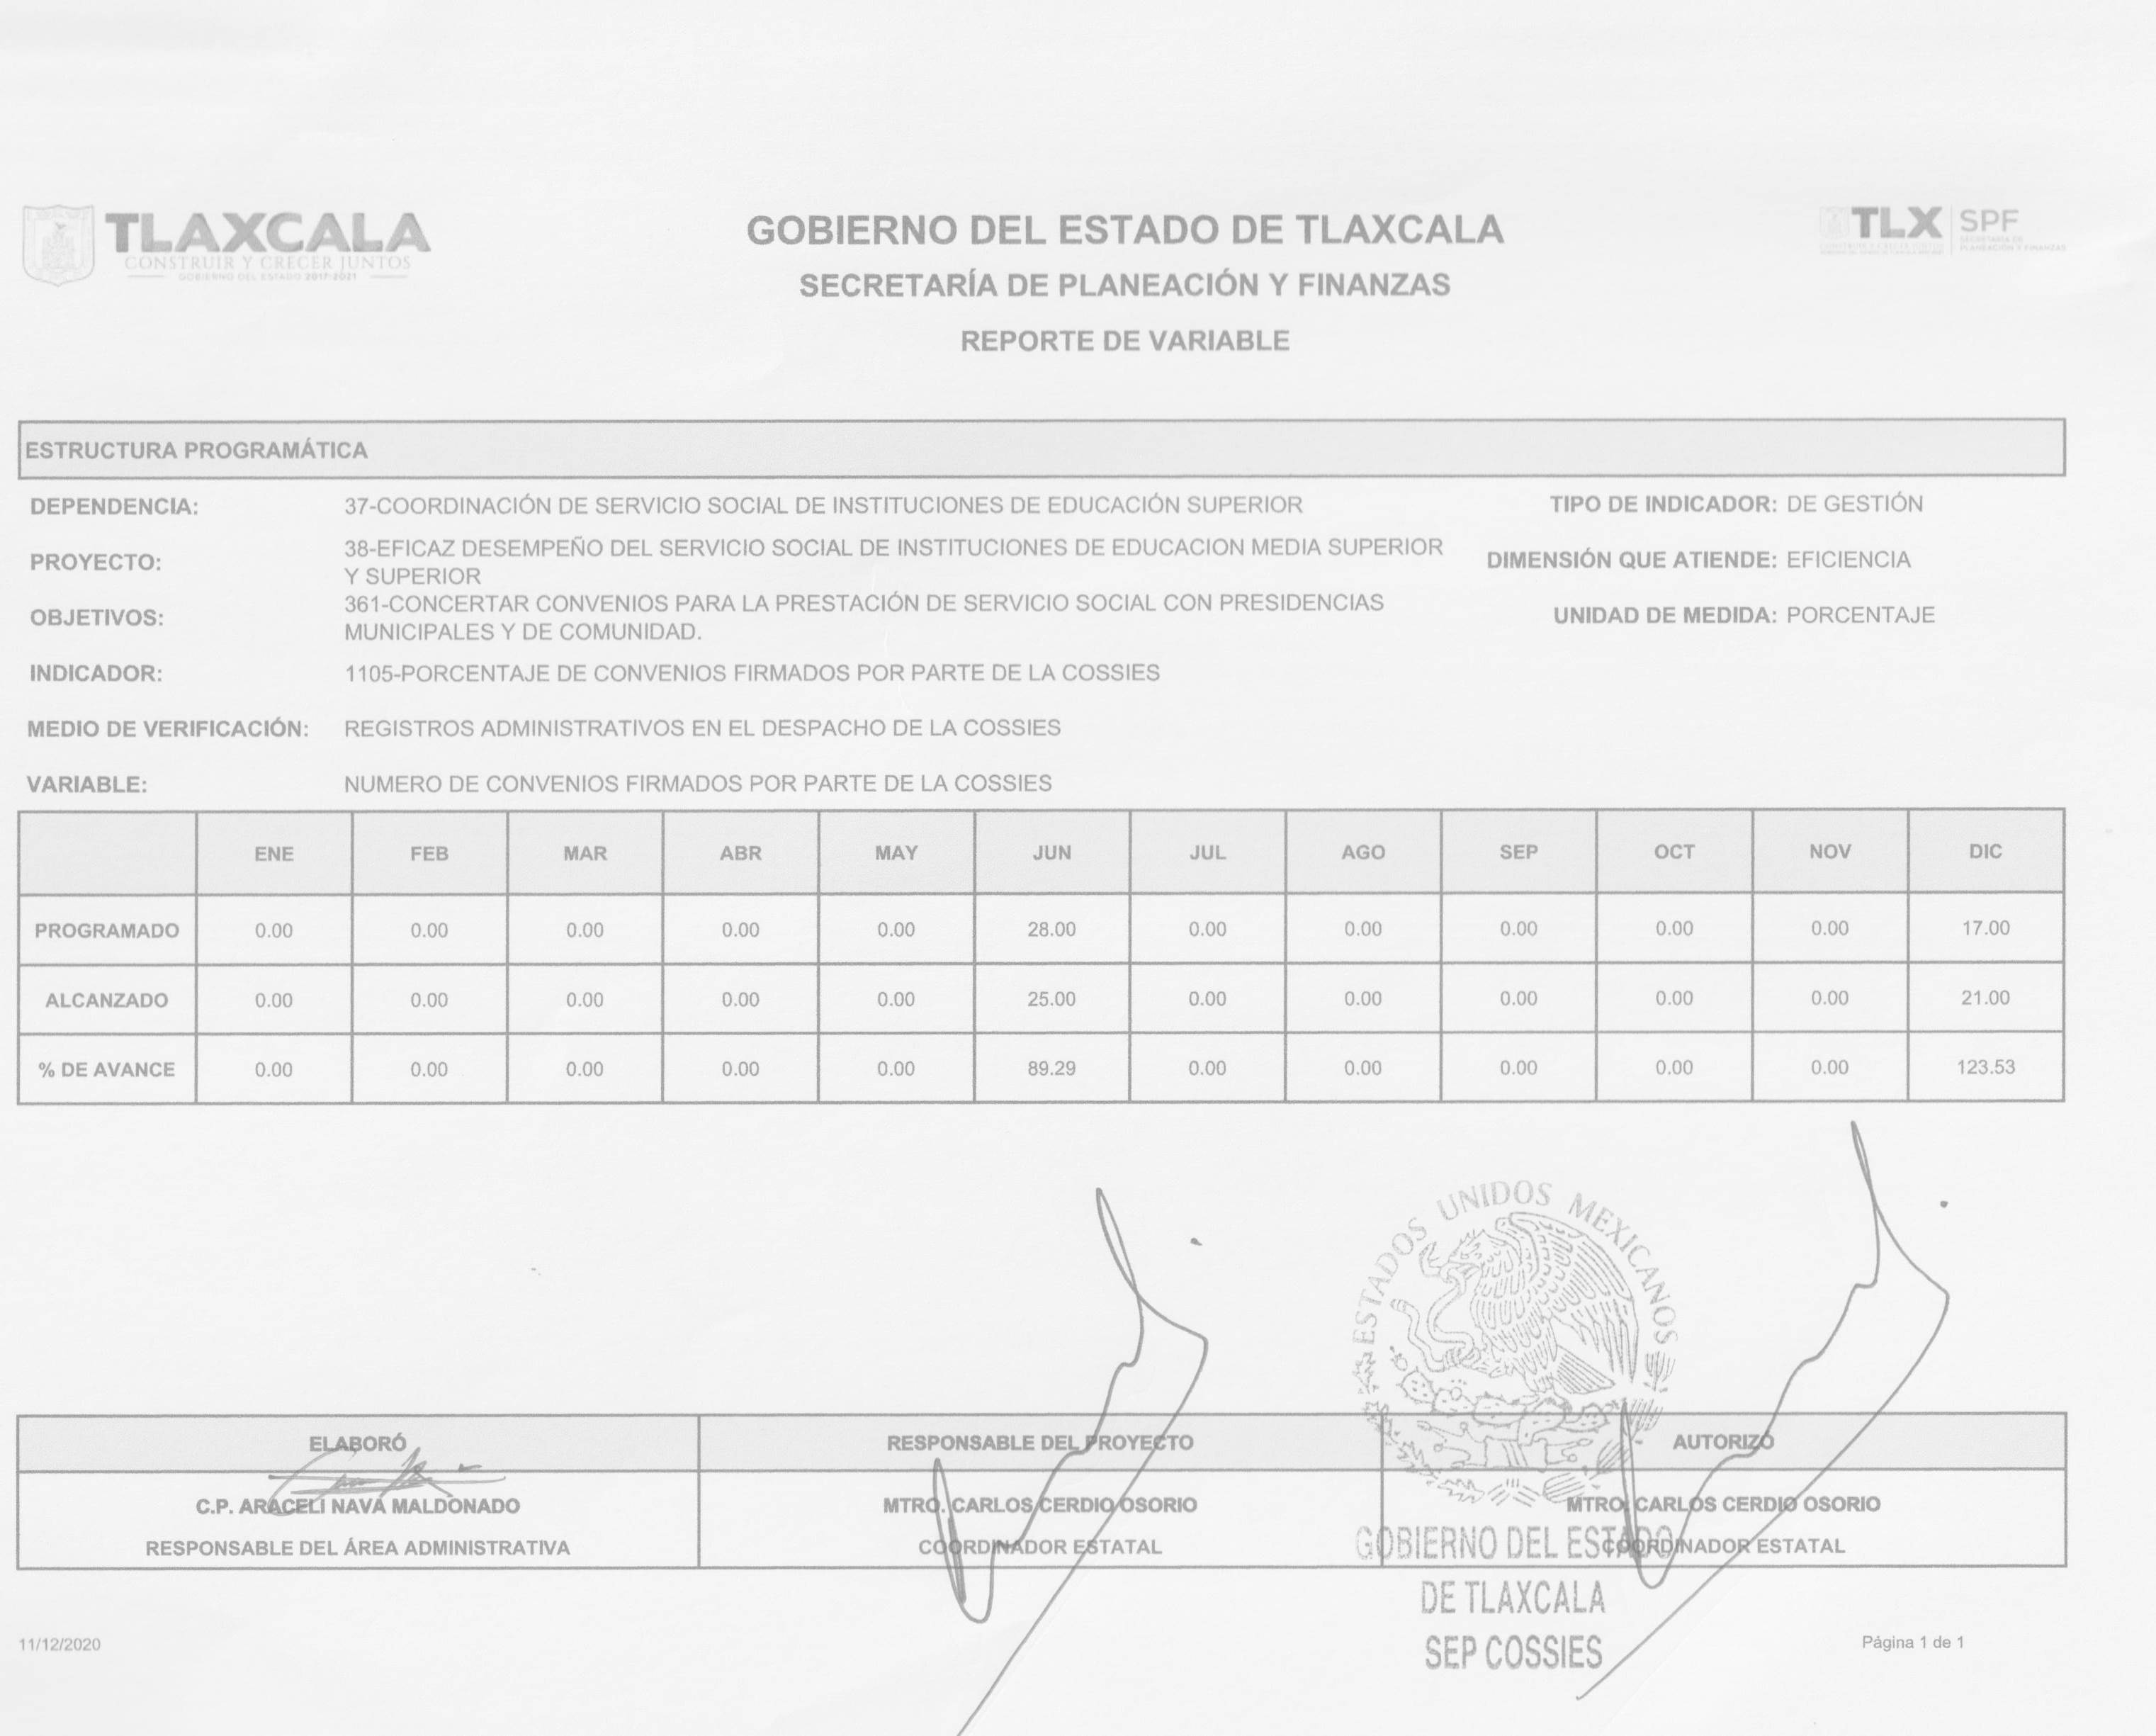 TLAXCALA
CONSTRUIR Y CRECER JUNTOS
GOBIERNO DEL ESTADO 2017-2021
GOBIERNO DEL ESTADO DE TLAXCALA
SECRETARÍA DE PLANEACIÓN Y FINANZAS
REPORTE DE VARIABLE
TLX SPF
SECRETARÍA DE
PLANEACIÓN Y FINANZAS
ESTRUCTURA PROGRAMÁTICA
DEPENDENCIA: 37-COORDINACIÓN DE SERVICIO SOCIAL DE INSTITUCIONES DE EDUCACIÓN SUPERIOR TIPO DE INDICADOR: DE GESTIÓN
PROYECTO: 38-EFICAZ DESEMPEÑO DEL SERVICIO SOCIAL DE INSTITUCIONES DE EDUCACION MEDIA SUPERIOR
Y SUPERIOR
DIMENSIÓN QUE ATIENDE: EFICIENCIA
OBJETIVOS: 361-CONCERTAR CONVENIOS PARA LA PRESTACIÓN DE SERVICIO SOCIAL CON PRESIDENCIAS
MUNICIPALES Y DE COMUNIDAD.
UNIDAD DE MEDIDA: PORCENTAJE
INDICADOR: 1105-PORCENTAJE DE CONVENIOS FIRMADOS POR PARTE DE LA COSSIES
MEDIO DE VERIFICACIÓN: REGISTROS ADMINISTRATIVOS EN EL DESPACHO DE LA COSSIES
VARIABLE: NUMERO DE CONVENIOS FIRMADOS POR PARTE DE LA COSSIES
ENE FEB MAR ABR MAY JUN JUL AGO SEP OCT NOV DIC
PROGRAMADO 0.00 0.00 0.00 0.00 0.00 28.00 0.00 0.00 0.00 0.00 0.00 17.00
ALCANZADO 0.00 0.00 0.00 0.00 0.00 25.00 0.00 0.00 0.00 0.00 0.00 21.00
% DE AVANCE 0.00 0.00 0.00 0.00 0.00 89.29 0.00 0.00 0.00 0.00 0.00 123.53
ESTADOS UNIDOS MEXICANOS
ELABORÓ RESPONSABLE DEL PROYECTO AUTORIZÓ
C.P. ARACELI NAVA MALDONADO MTRO. CARLOS CERDIO OSORIO MTRO. CARLOS CERDIO OSORIO
RESPONSABLE DEL ÁREA ADMINISTRATIVA COORDINADOR ESTATAL COORDINADOR ESTATAL
GOBIERNO DEL ESTADO
DE TLAXCALA
SEP COSSIES
11/12/2020
Página 1 de 1